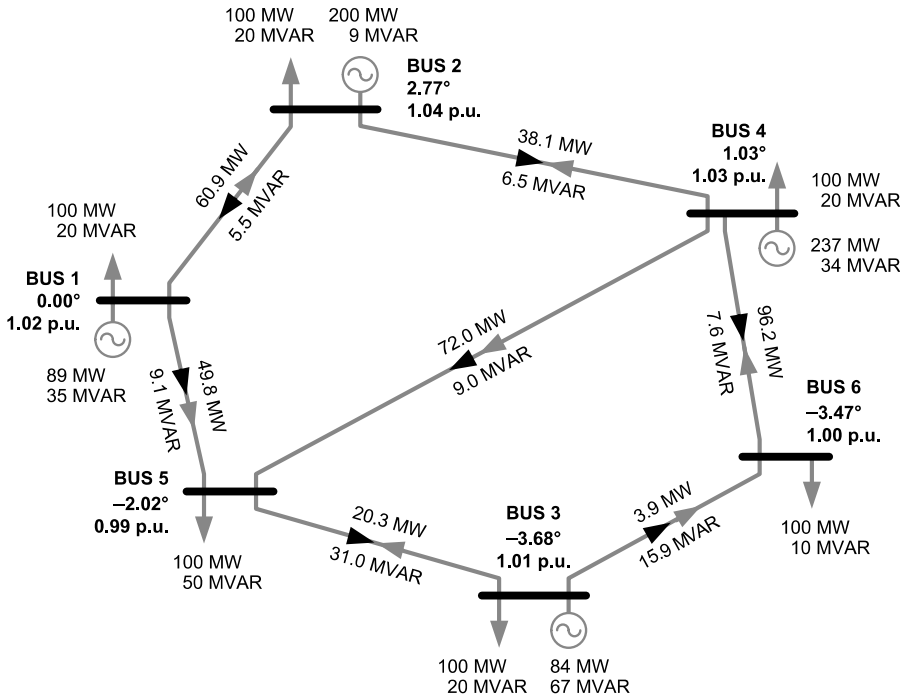 100 MW
20 MVAR
200 MW
9 MVAR
BUS 2
2.77°
1.04 p.u.
BUS 4
1.03°
1.03 p.u.
38.1 MW
6.5 MVAR
60.9 MW
5.5 MVAR
100 MW
20 MVAR
237 MW
34 MVAR
100 MW
20 MVAR
BUS 1
0.00°
1.02 p.u.
89 MW
35 MVAR
49.8 MW
9.1 MVAR
72.0 MW
9.0 MVAR
96.2 MW
7.6 MVAR
BUS 6
–3.47°
1.00 p.u.
BUS 5
–2.02°
0.99 p.u.
100 MW
50 MVAR
20.3 MW
31.0 MVAR
BUS 3
–3.68°
1.01 p.u.
3.9 MW
15.9 MVAR
100 MW
10 MVAR
100 MW
20 MVAR
84 MW
67 MVAR